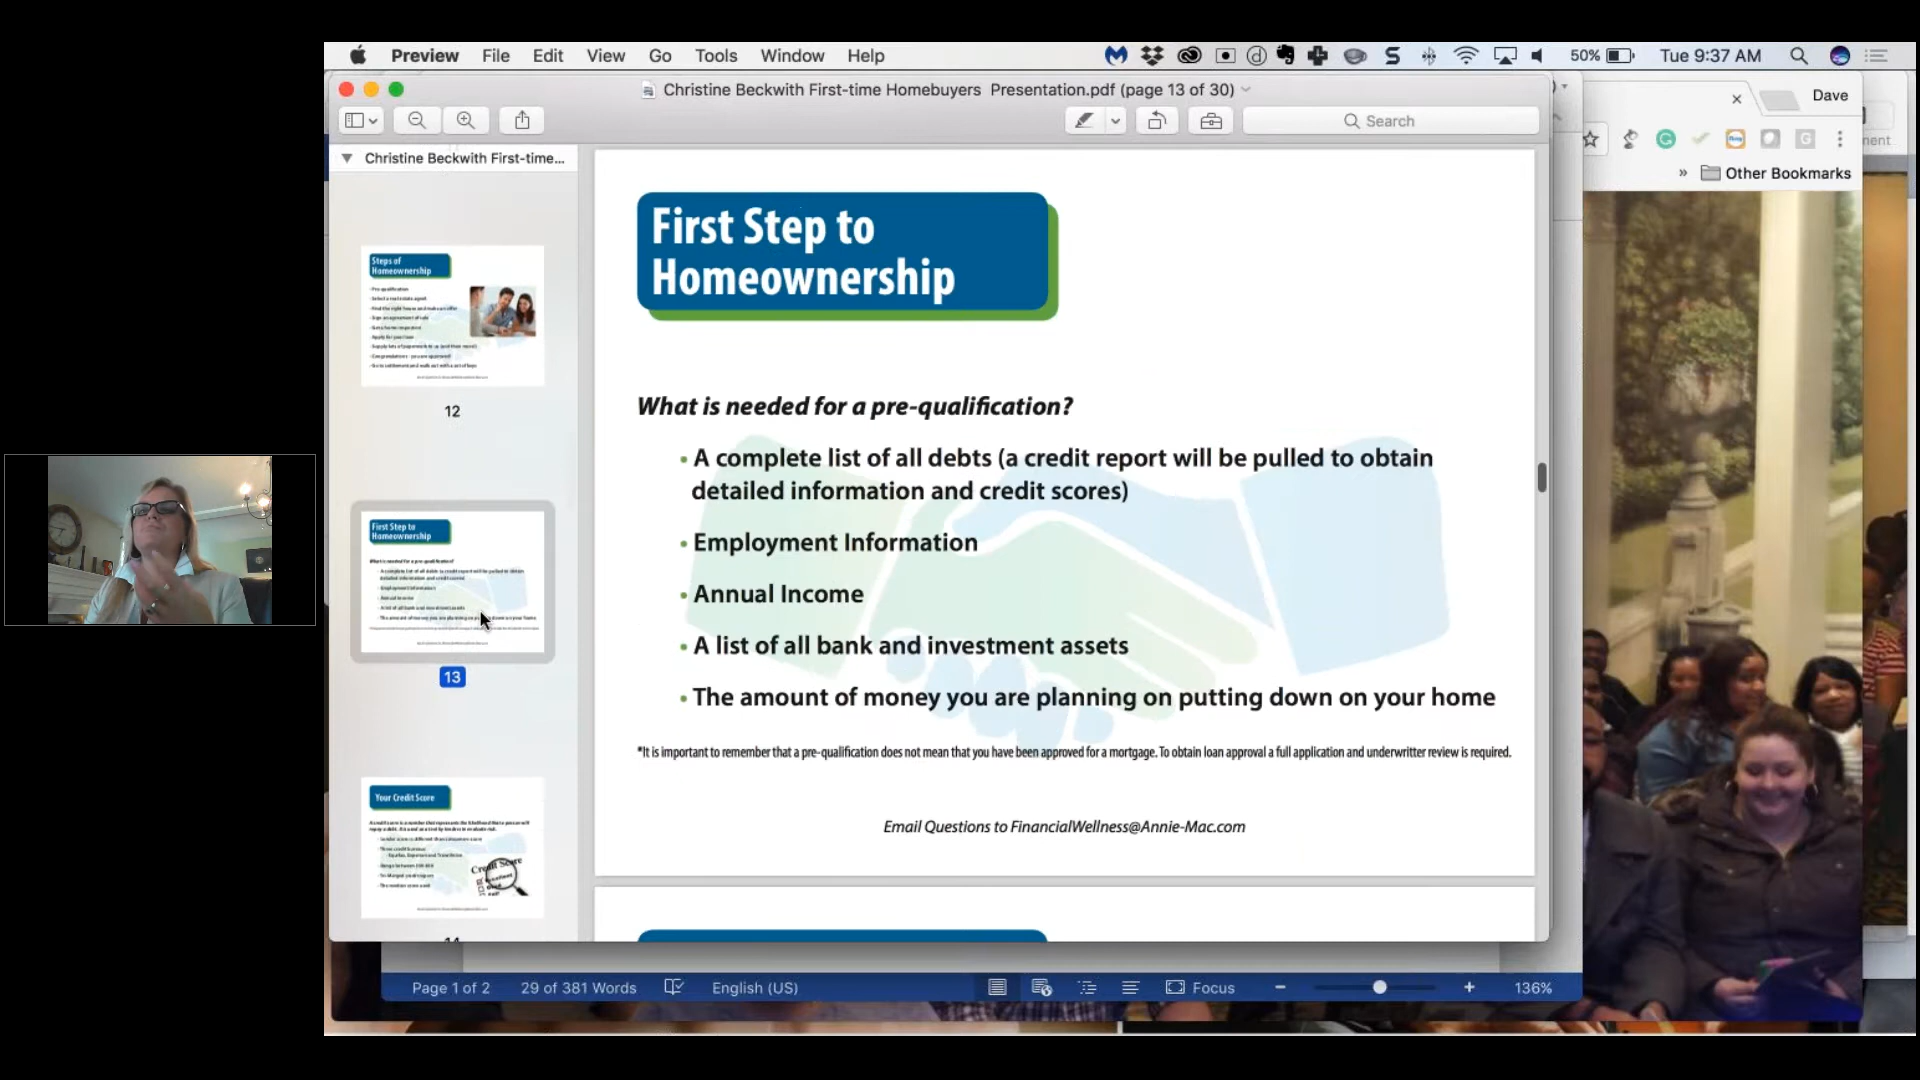 Preview File Edit View Go Tools Window Help
50% Tue 9:37 AM
Christine Beckwith First-time Homebuyers Presentation.pdf (page 13 of 30)
Search
Dave
Other Bookmarks
Christine Beckwith First-time...
Steps of
Homeownership
12
First Step to
Homeownership
13
Your Credit Score
First Step to
Homeownership
What is needed for a pre-qualification?
• A complete list of all debts (a credit report will be pulled to obtain
detailed information and credit scores)
• Employment Information
• Annual Income
• A list of all bank and investment assets
• The amount of money you are planning on putting down on your home
*It is important to remember that a pre-qualification does not mean that you have been approved for a mortgage. To obtain loan approval a full application and underwritter review is required.
Email Questions to FinancialWellness@Annie-Mac.com
Page 1 of 2 29 of 381 Words English (US) Focus 136%